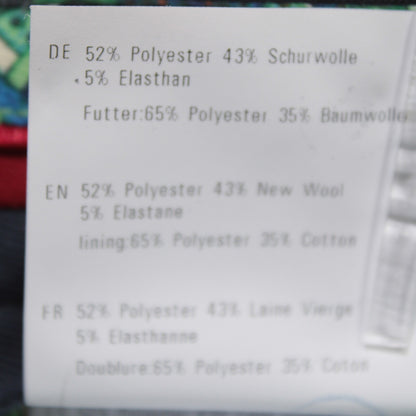 DE 52% Polyester 43% Schurwolle
5% Elasthan
Futter:65% Polyester 35% Baumwolle
EN 52% Polyester 43% New Wool
5% Elastane
lining:65% Polyester 35% Cotton
FR 52% Polyester 43% Laine Vierge
5% Elasthanne
Doublure:65% Polyester 35% Coton